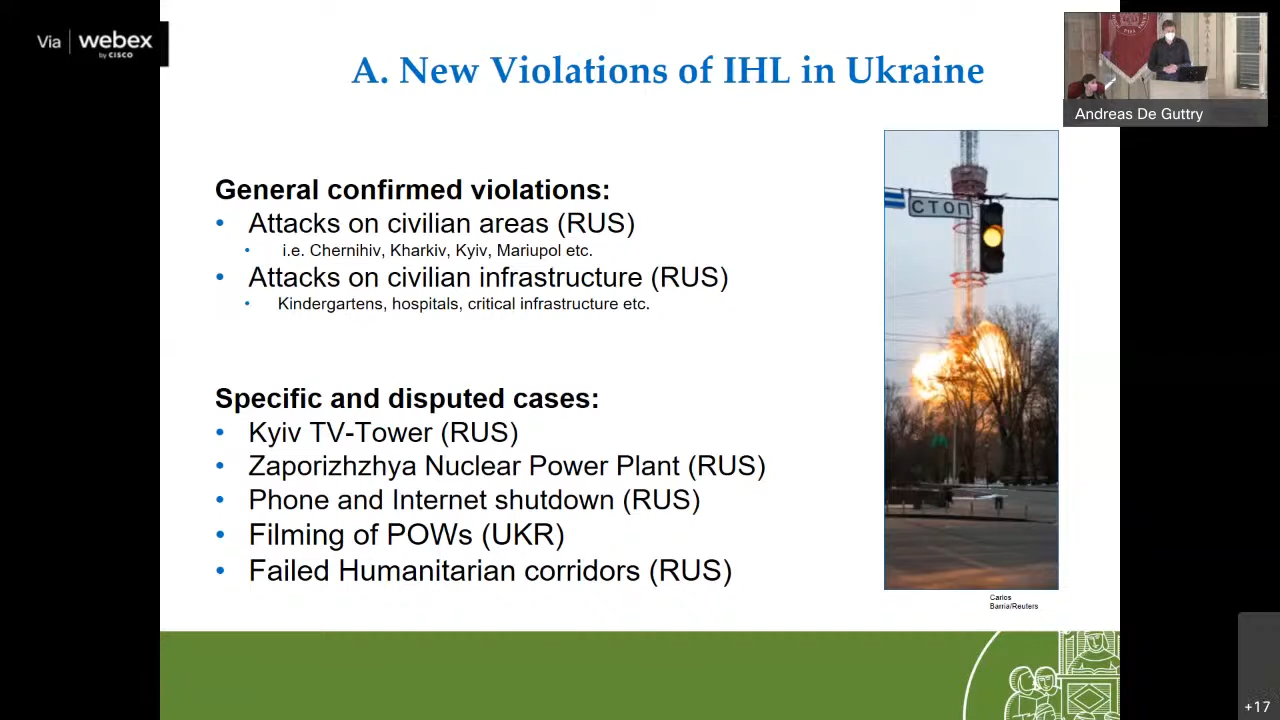 Via webex
by CISCO
A. New Violations of IHL in Ukraine
Andreas De Guttry
General confirmed violations:
• Attacks on civilian areas (RUS)
• i.e. Chernihiv, Kharkiv, Kyiv, Mariupol etc.
• Attacks on civilian infrastructure (RUS)
• Kindergartens, hospitals, critical infrastructure etc.
СТОП
Specific and disputed cases:
• Kyiv TV-Tower (RUS)
• Zaporizhzhya Nuclear Power Plant (RUS)
• Phone and Internet shutdown (RUS)
• Filming of POWs (UKR)
• Failed Humanitarian corridors (RUS)
Carlos
Barria/Reuters
+17